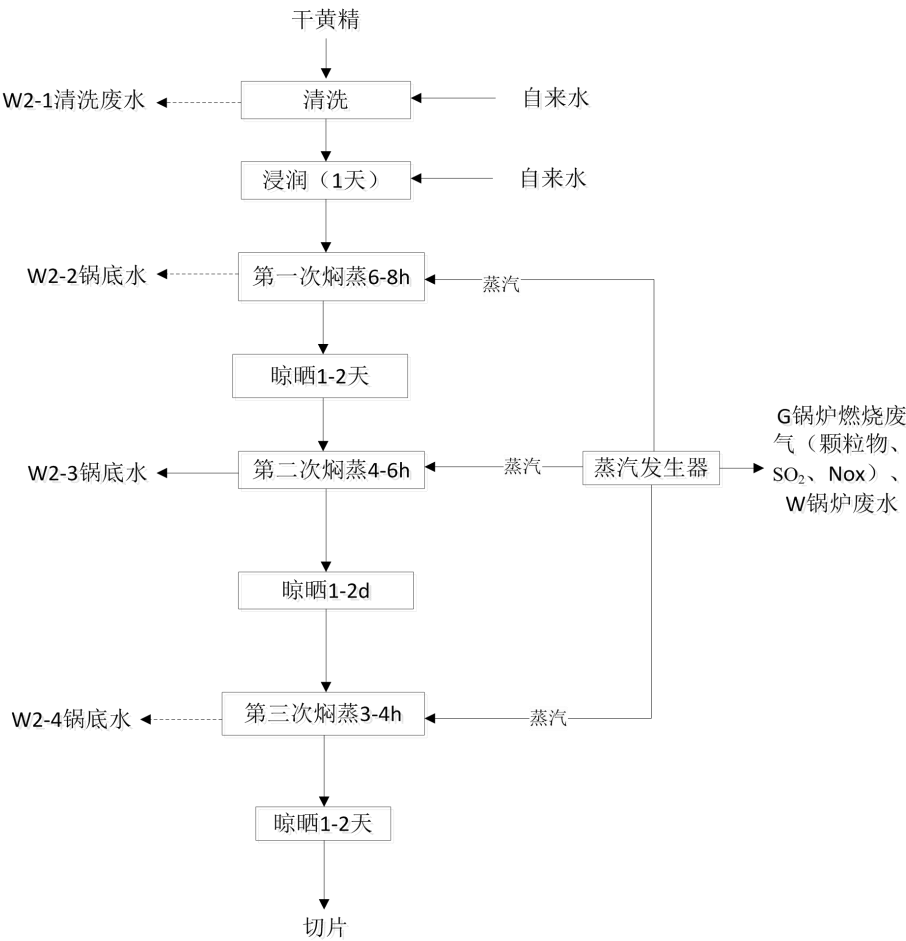 干黄精
W2-1清洗废水
清洗
自来水
浸润（1天）
自来水
W2-2锅底水
第一次焖蒸6-8h
蒸汽
晾晒1-2天
G锅炉燃烧废
气（颗粒物、
SO₂、Nox）、
W锅炉废水
W2-3锅底水
第二次焖蒸4-6h
蒸汽
蒸汽发生器
晾晒1-2d
W2-4锅底水
第三次焖蒸3-4h
蒸汽
晾晒1-2天
切片